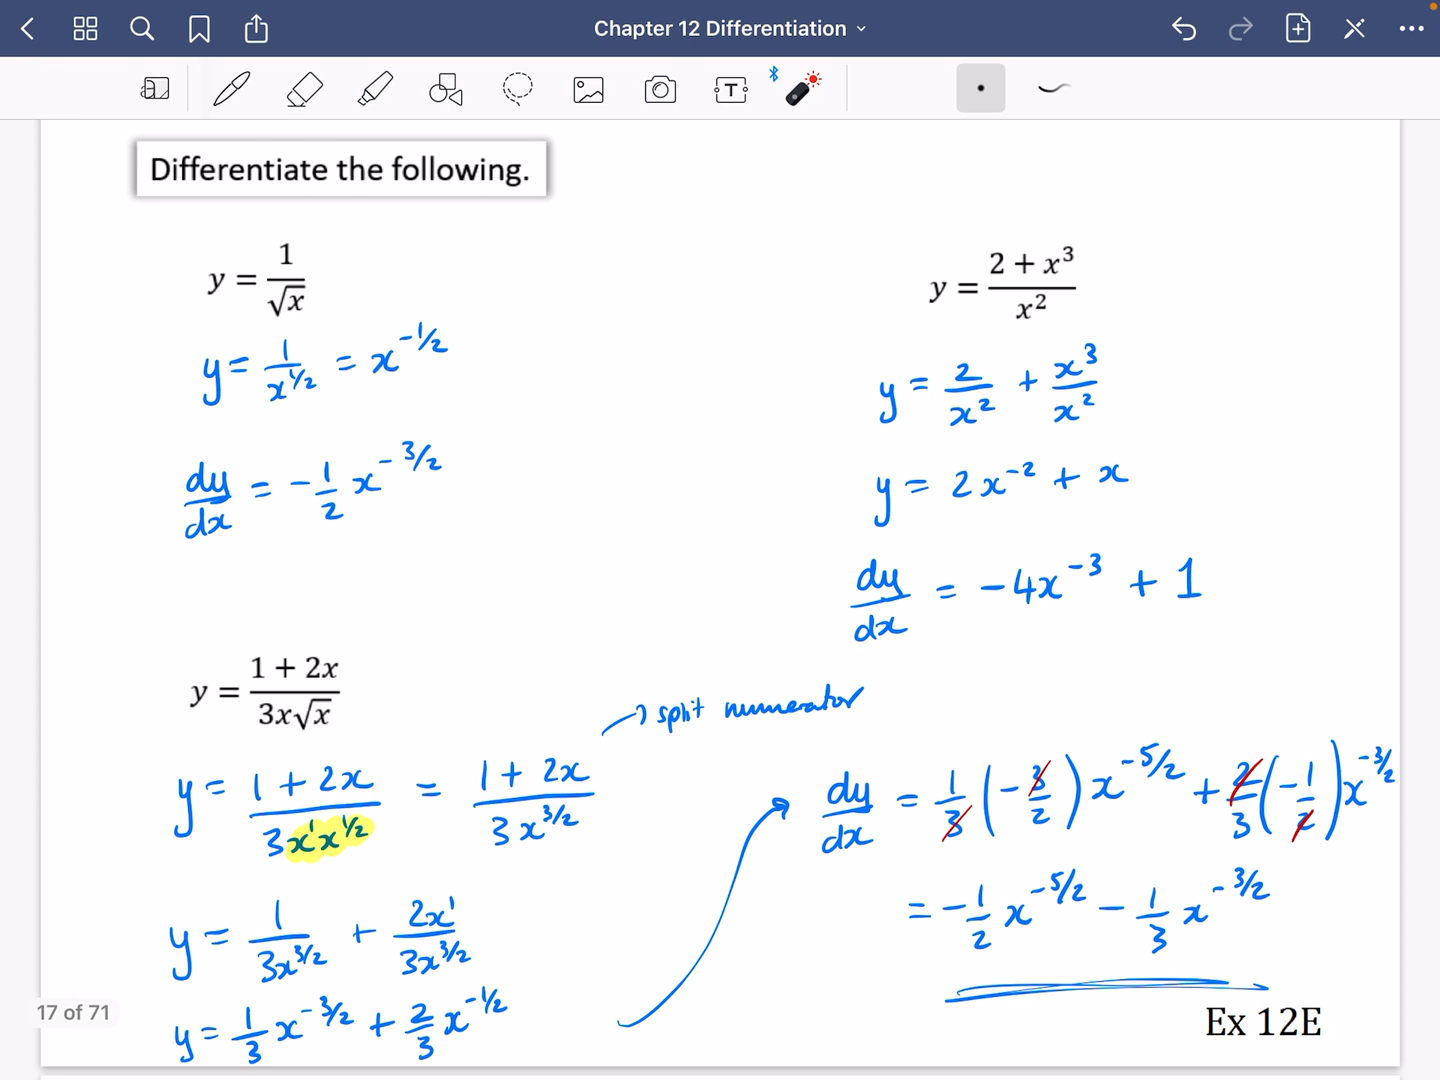 Chapter 12 Differentiation
T
Differentiate the following.
y = 1/√x
y = 1/x^1/2 = x^-1/2
dy/dx = -1/2 x^-3/2
y = (2 + x³)/x²
y = 2/x² + x³/x²
y = 2x^-2 + x
dy/dx = -4x^-3 + 1
y = (1 + 2x)/(3x√x)
→ split numerator
y = (1 + 2x)/(3x¹x^1/2) = (1 + 2x)/(3x^3/2)
y = 1/(3x^3/2) + 2x¹/(3x^3/2)
y = 1/3 x^-3/2 + 2/3 x^-1/2
dy/dx = 1/3 (-3/2) x^-5/2 + 2/3 (-1/2) x^-3/2
= -1/2 x^-5/2 - 1/3 x^-3/2
17 of 71
Ex 12E